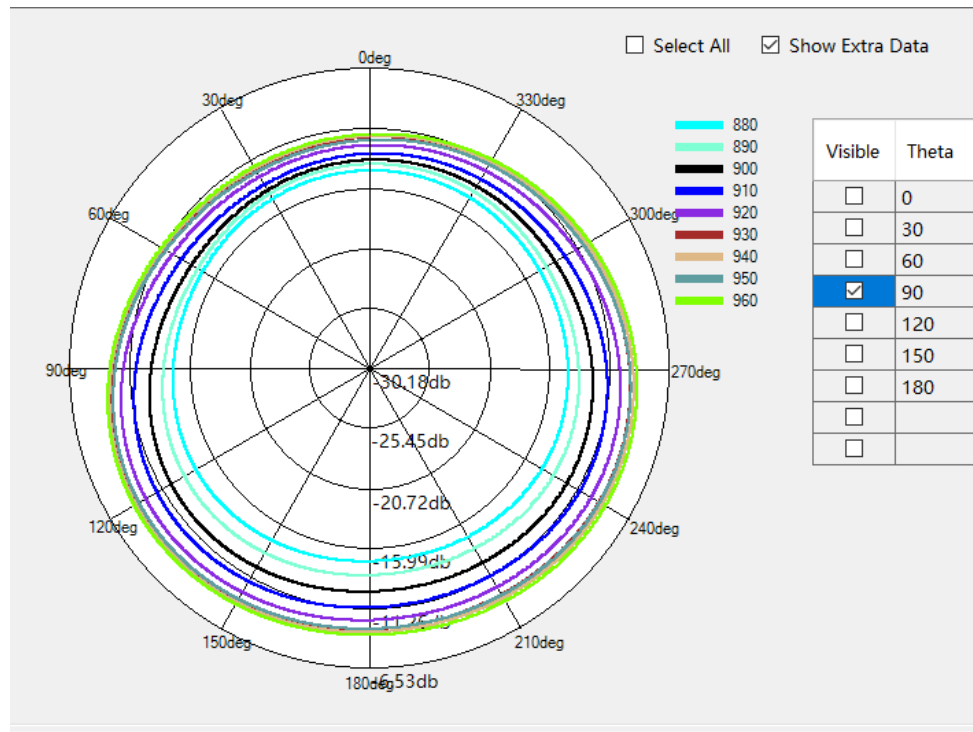 Select All
Show Extra Data
0deg
30deg
330deg
60deg
300deg
90deg
270deg
120deg
240deg
150deg
210deg
180deg
-30.18db
-25.45db
-20.72db
-15.99db
-6.53db
880
890
900
910
920
930
940
950
960
Visible Theta
0
30
60
90
120
150
180